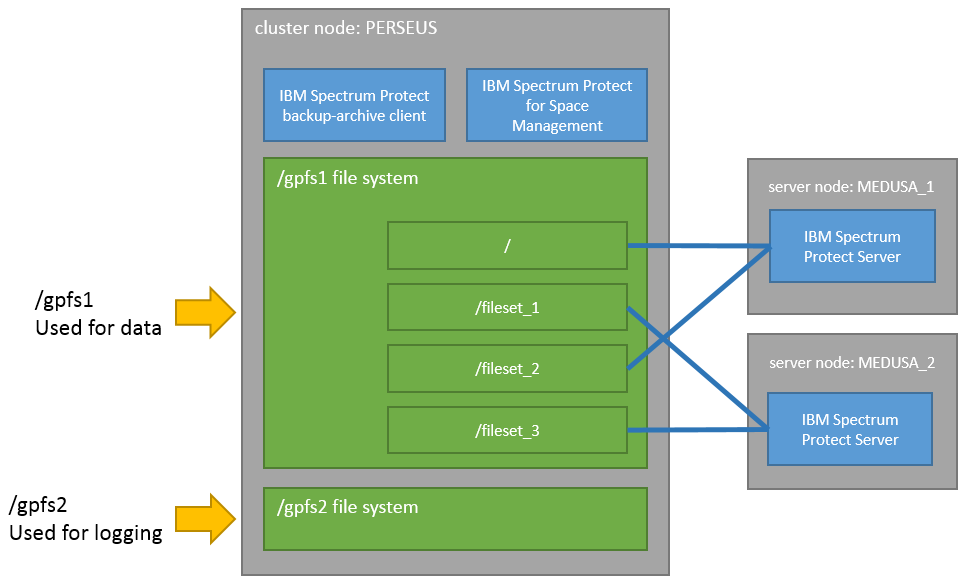 cluster node: PERSEUS
IBM Spectrum Protect
backup-archive client
IBM Spectrum Protect
for Space
Management
/gpfs1 file system
/
/fileset_1
/fileset_2
/fileset_3
/gpfs2 file system
/gpfs1
Used for data
/gpfs2
Used for logging
server node: MEDUSA_1
IBM Spectrum
Protect Server
server node: MEDUSA_2
IBM Spectrum
Protect Server